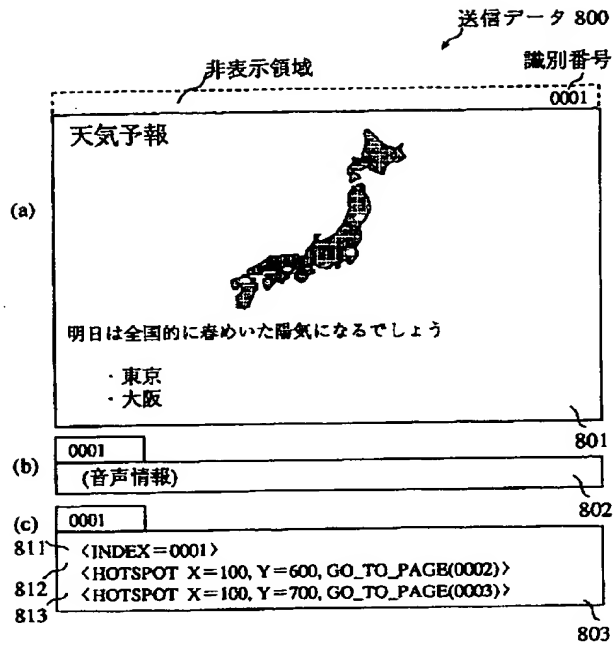 送信データ 800
非表示領域
識別番号
0001
天気予報
(a)
明日は全国的に春めいた陽気になるでしょう
・東京
・大阪
801
0001
(b)
(音声情報)
802
(c)
0001
811
〈INDEX=0001〉
812
〈HOTSPOT X=100, Y=600, GO_TO_PAGE(0002)〉
813
〈HOTSPOT X=100, Y=700, GO_TO_PAGE(0003)〉
803